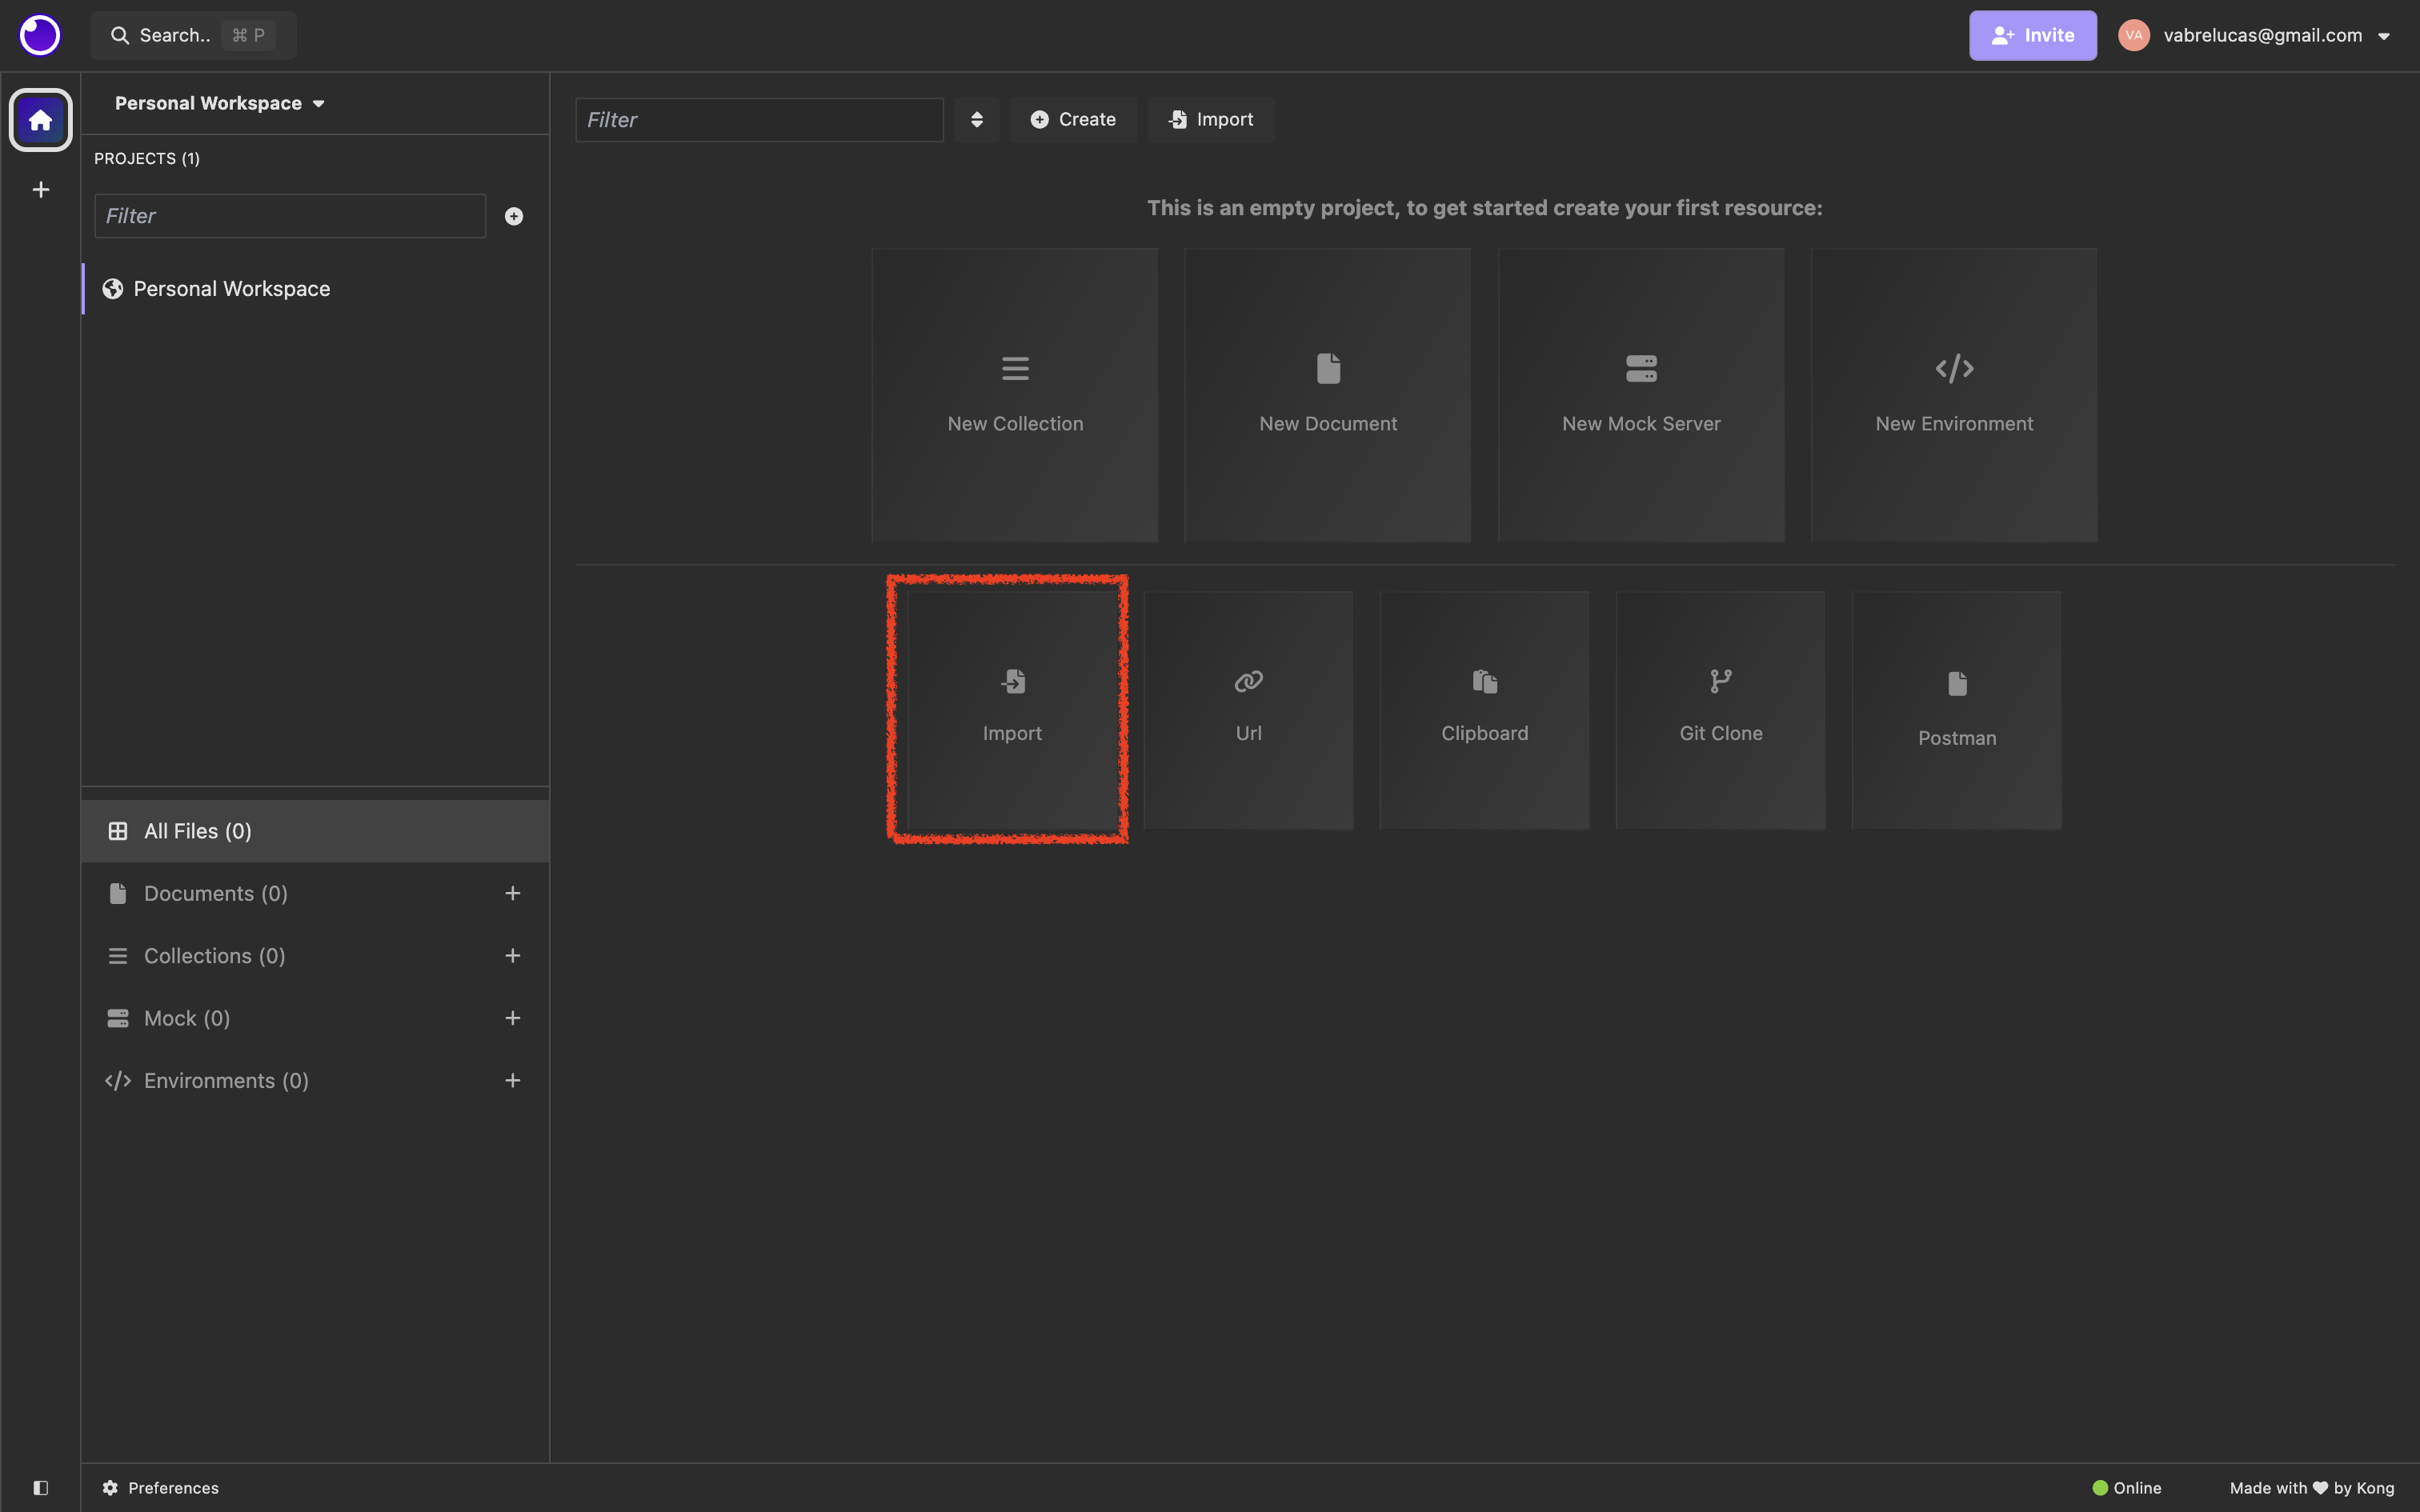 Search.. ⌘ P
Invite
VA vabrelucas@gmail.com
Personal Workspace
PROJECTS (1)
Filter
Personal Workspace
Filter
Create
Import
This is an empty project, to get started create your first resource:
New Collection
New Document
New Mock Server
New Environment
Import
Url
Clipboard
Git Clone
Postman
All Files (0)
Documents (0)
Collections (0)
Mock (0)
Environments (0)
Preferences
Online
Made with ♥ by Kong